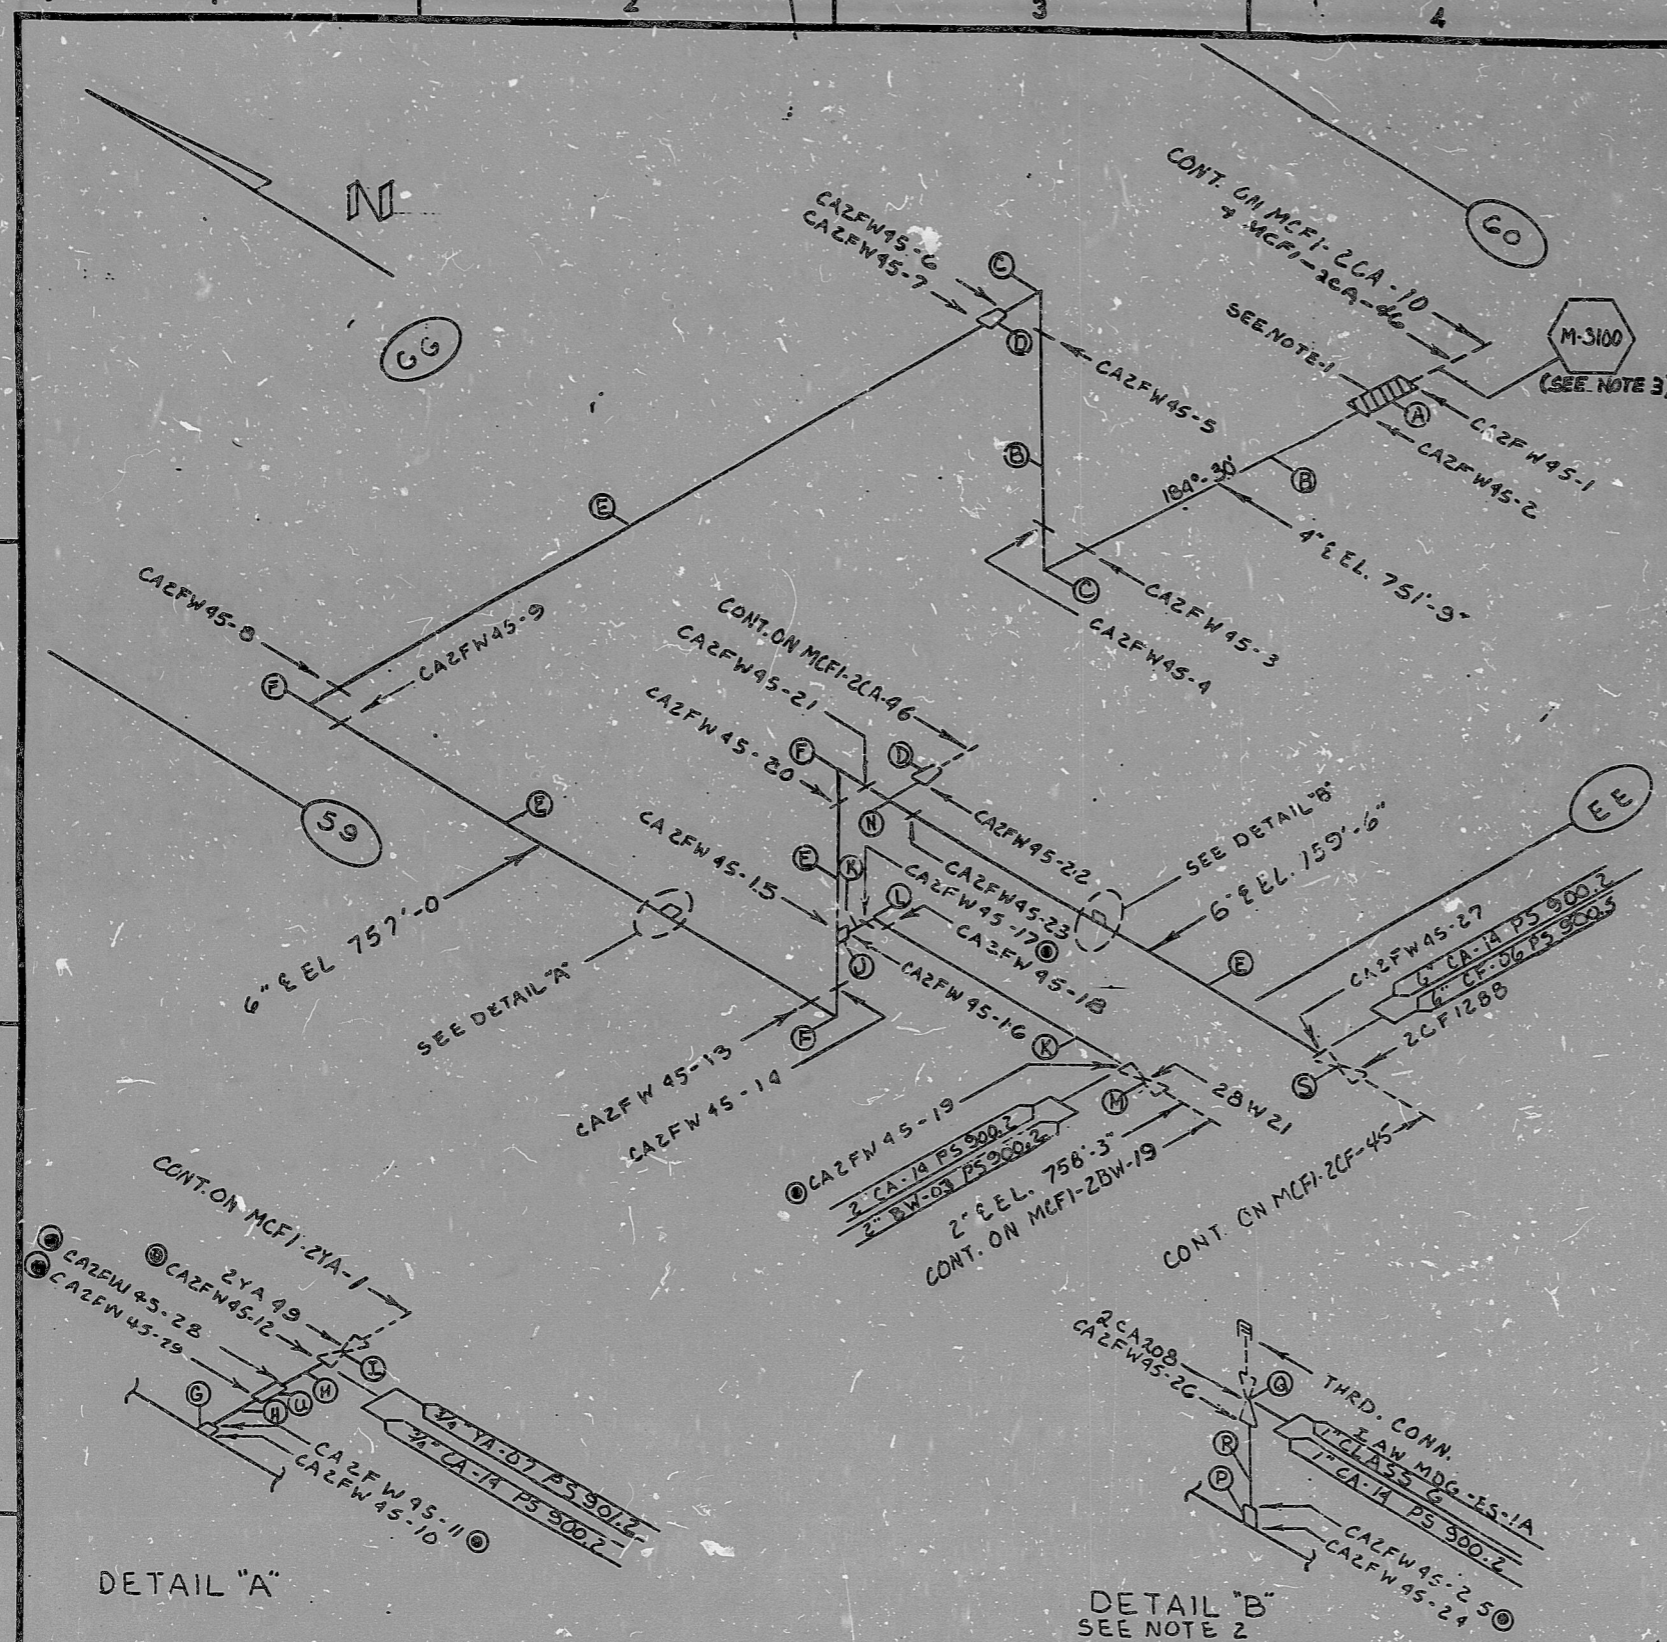 2
3
4
N
GG
60
CONT. ON MCF1-2CA-10
& MCF1-2CA-46
SEE NOTE-1
M-3100
(SEE NOTE 3)
CA2FW45-6
CA2FW45-7
C
D
CA2FW45-5
A
CA2FW45-1
CA2FW45-2
B
B
184°-30'
4" ℄ EL. 751'-9"
C
CA2FW45-3
CA2FW45-4
E
CA2FW45-8
CA2FW45-9
F
59
E
6" ℄ EL 757'-0
SEE DETAIL "A"
CONT. ON MCF1-2CA-46
CA2FW45-21
CA2FW45-20
F
D
N
CA2FW45-22
CA2FW45-23
CA2FW45-15
E
K
L
CA2FW45-17
CA2FW45-18
J
CA2FW45-16
F
CA2FW45-13
CA2FW45-14
SEE DETAIL "B"
6" ℄ EL. 759'-6"
EE
E
CA2FW45-27
6" CA-14 PS 900.2
6" CF-06 PS 900.5
2CF1288
S
K
M
2BW21
CA2FW45-19
2" CA-14 PS 900.2
2" BW-03 PS 900.2
2" ℄ EL. 758'-3"
CONT. ON MCF1-2BW-19
CONT. ON MCF1-2CF-45
CONT. ON MCF1-2YA-1
2YA49
CA2FW45-12
CA2FW45-28
CA2FW45-29
G
H
U
H
I
3/4" YA-07 PS 901.2
3/4" CA-14 PS 900.2
CA2FW45-11
CA2FW45-10
DETAIL "A"
2CA208
CA2FW45-26
Q
THRD. CONN.
I.A.W. MDG-ES-1A
1" CLASS G
1" CA-14 PS 900.2
R
P
CA2FW45-25
CA2FW45-24
DETAIL "B"
SEE NOTE 2